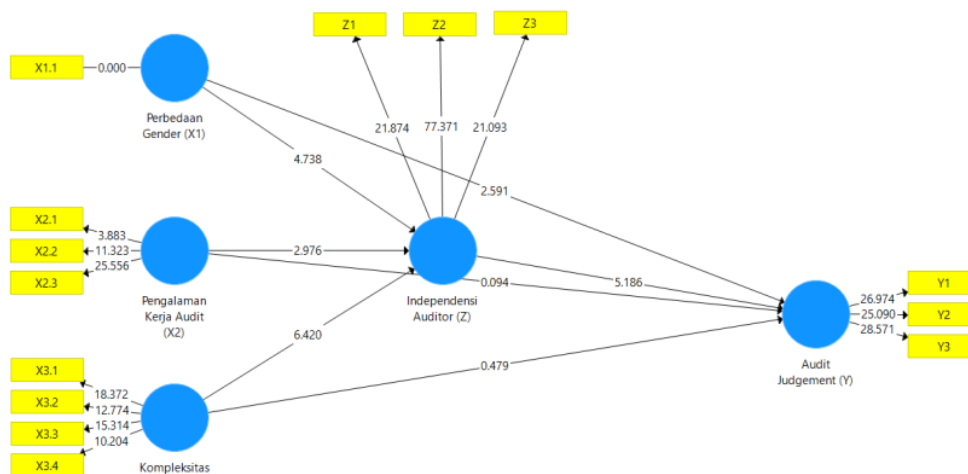 Z1
Z2
Z3
X1.1
0.000
Perbedaan
Gender (X1)
21.874
77.371
21.093
4.738
2.591
X2.1
X2.2
X2.3
3.883
11.323
25.556
Pengalaman
Kerja Audit
(X2)
2.976
0.094
Independensi
Auditor (Z)
5.186
6.420
0.479
Audit
Judgement (Y)
26.974
25.090
28.571
Y1
Y2
Y3
X3.1
X3.2
X3.3
X3.4
18.372
12.774
15.314
10.204
Kompleksitas